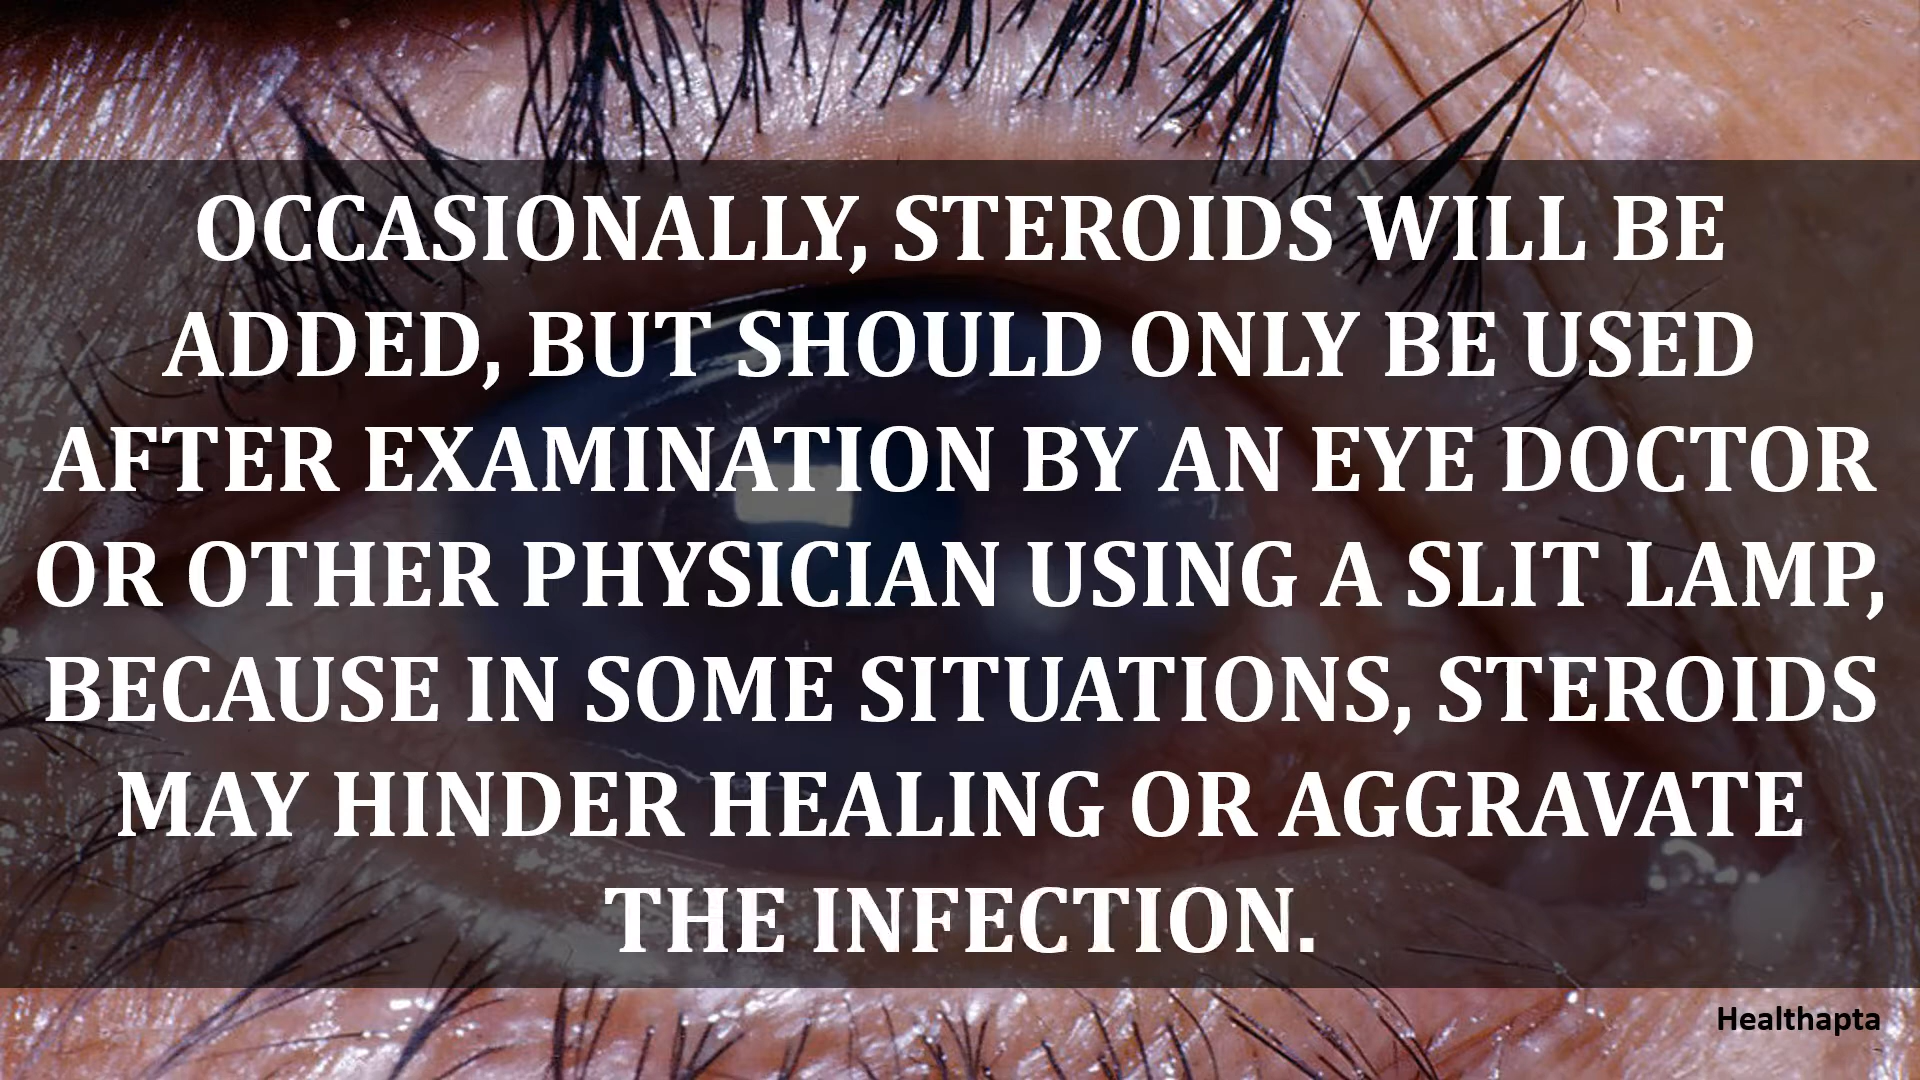 OCCASIONALLY, STEROIDS WILL BE
ADDED, BUT SHOULD ONLY BE USED
AFTER EXAMINATION BY AN EYE DOCTOR
OR OTHER PHYSICIAN USING A SLIT LAMP,
BECAUSE IN SOME SITUATIONS, STEROIDS
MAY HINDER HEALING OR AGGRAVATE
THE INFECTION.
Healthapta